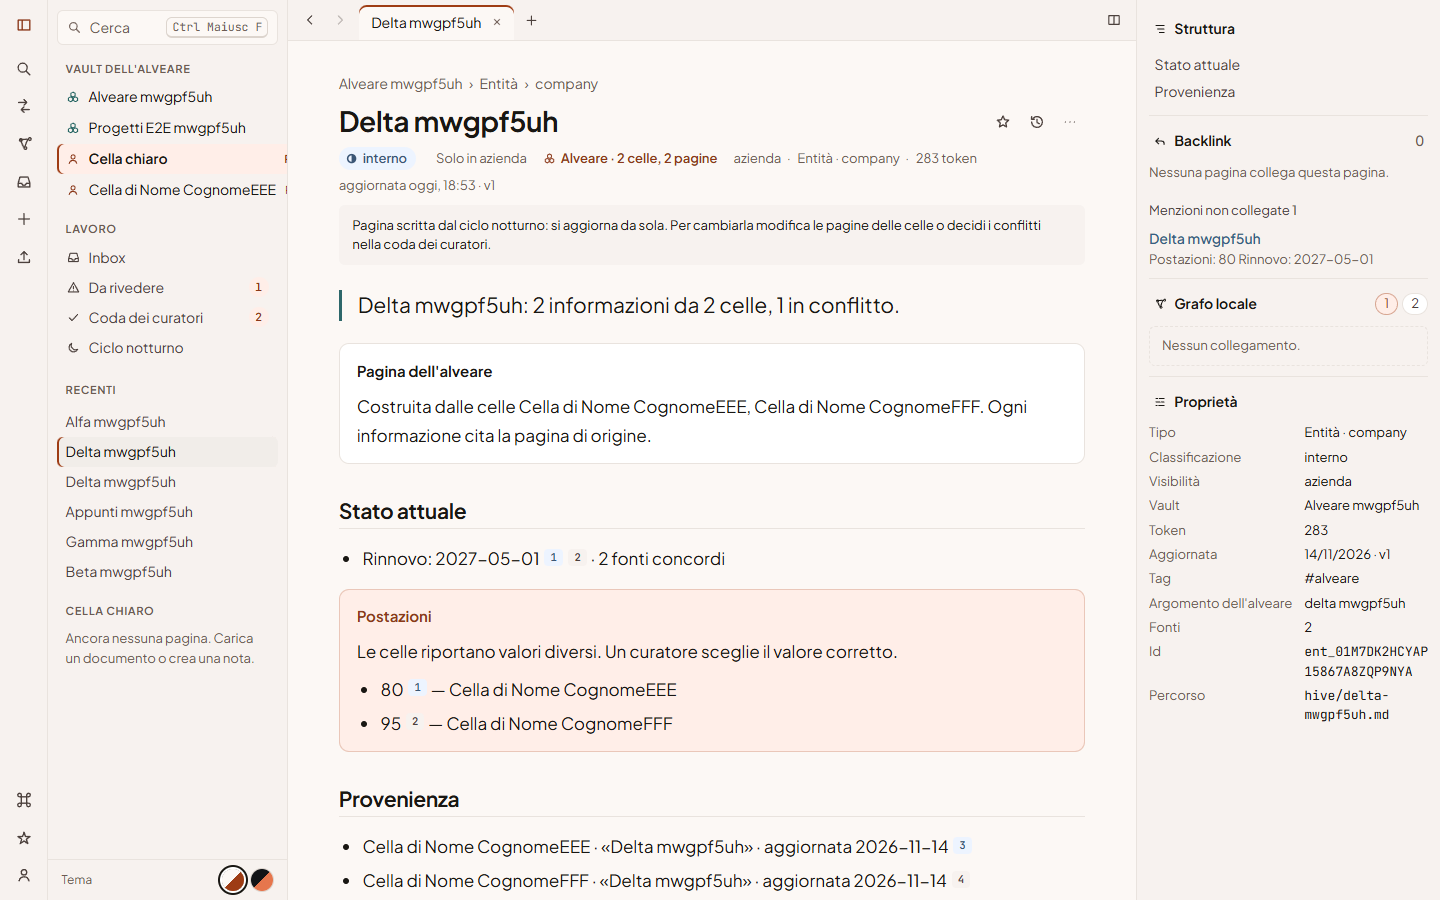 Cerca
Ctrl Maiusc F
VAULT DELL'ALVEARE
Alveare mwgpf5uh
Progetti E2E mwgpf5uh
Cella chiaro
Cella di Nome CognomeEEE
LAVORO
Inbox
Da rivedere 1
Coda dei curatori 2
Ciclo notturno
RECENTI
Alfa mwgpf5uh
Delta mwgpf5uh
Delta mwgpf5uh
Appunti mwgpf5uh
Gamma mwgpf5uh
Beta mwgpf5uh
CELLA CHIARO
Ancora nessuna pagina. Carica
un documento o crea una nota.
Tema
Delta mwgpf5uh ×
Alveare mwgpf5uh › Entità › company
Delta mwgpf5uh
interno Solo in azienda Alveare · 2 celle, 2 pagine azienda · Entità · company · 283 token
aggiornata oggi, 18:53 · v1
Pagina scritta dal ciclo notturno: si aggiorna da sola. Per cambiarla modifica le pagine delle celle o decidi i conflitti
nella coda dei curatori.
Delta mwgpf5uh: 2 informazioni da 2 celle, 1 in conflitto.
Pagina dell'alveare
Costruita dalle celle Cella di Nome CognomeEEE, Cella di Nome CognomeFFF. Ogni
informazione cita la pagina di origine.
Stato attuale
• Rinnovo: 2027-05-01 1 2 · 2 fonti concordi
Postazioni
Le celle riportano valori diversi. Un curatore sceglie il valore corretto.
• 80 1 — Cella di Nome CognomeEEE
• 95 2 — Cella di Nome CognomeFFF
Provenienza
• Cella di Nome CognomeEEE · «Delta mwgpf5uh» · aggiornata 2026-11-14 3
• Cella di Nome CognomeFFF · «Delta mwgpf5uh» · aggiornata 2026-11-14 4
Struttura
Stato attuale
Provenienza
Backlink 0
Nessuna pagina collega questa pagina.
Menzioni non collegate 1
Delta mwgpf5uh
Postazioni: 80 Rinnovo: 2027-05-01
Grafo locale 1 2
Nessun collegamento.
Proprietà
Tipo Entità · company
Classificazione interno
Visibilità azienda
Vault Alveare mwgpf5uh
Token 283
Aggiornata 14/11/2026 · v1
Tag #alveare
Argomento dell'alveare delta mwgpf5uh
Fonti 2
Id ent_01M7DK2HCYAP
15867A8ZQP9NYA
Percorso hive/delta-
mwgpf5uh.md